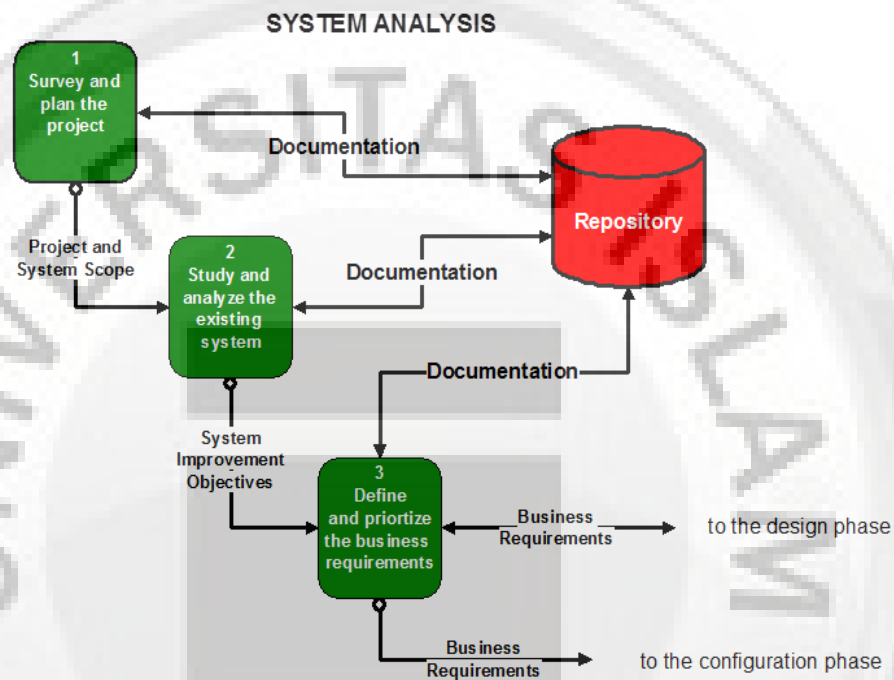 SYSTEM ANALYSIS
1
Survey and
plan the
project
Documentation
Repository
Project and
System Scope
2
Study and
analyze the
existing
system
Documentation
Documentation
System
Improvement
Objectives
3
Define
and priortize
the business
requirements
Business
Requirements
to the design phase
Business
Requirements
to the configuration phase